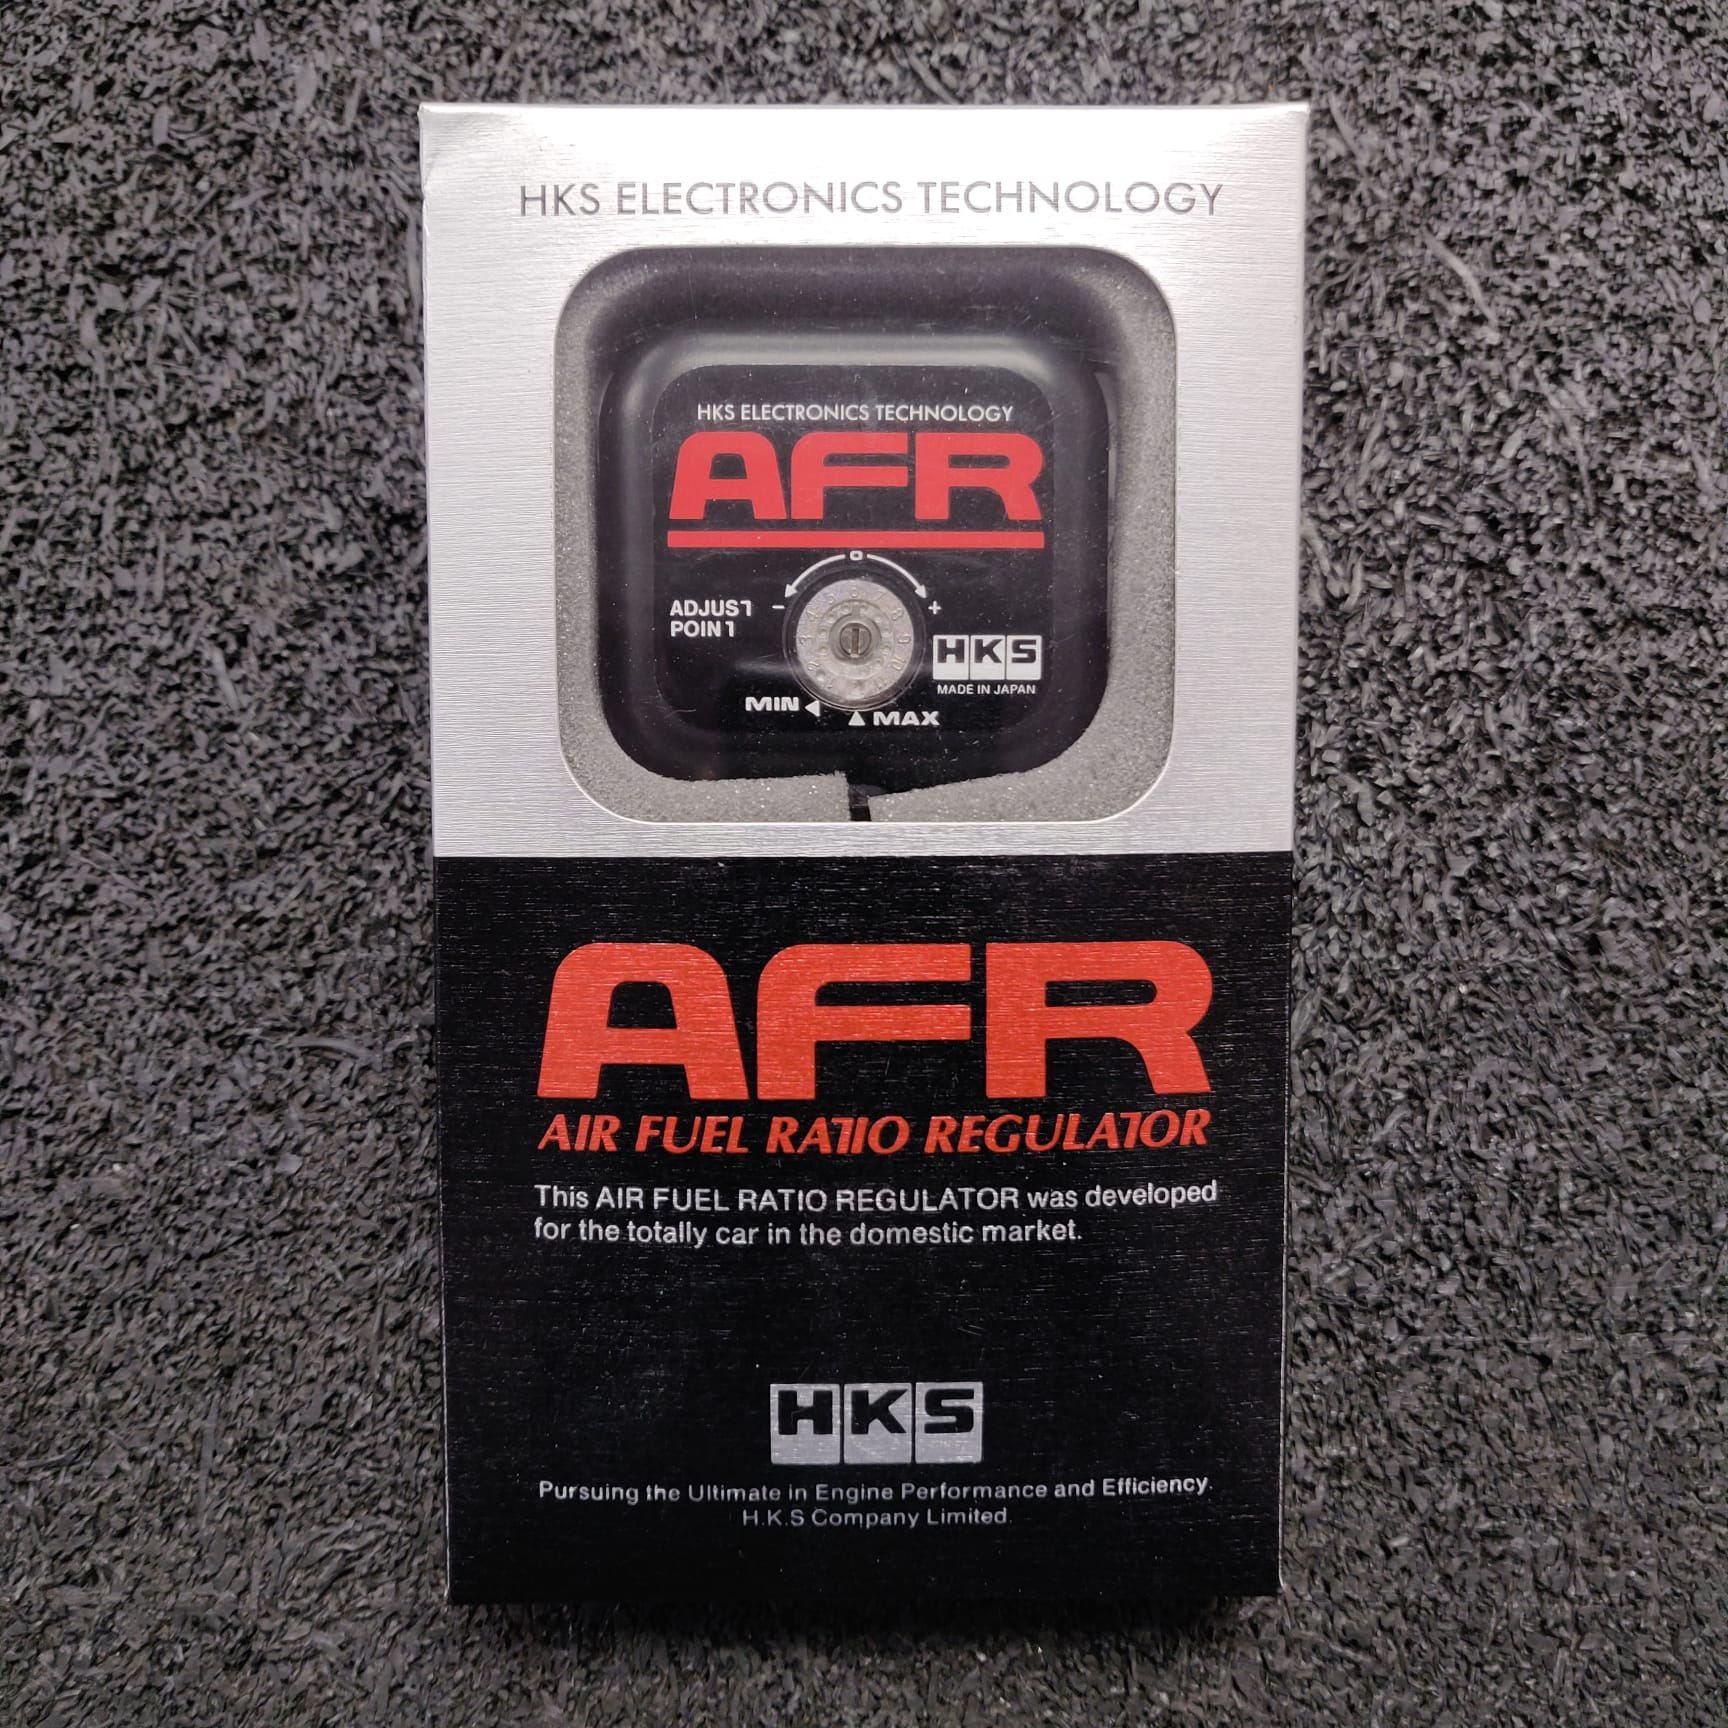 HKS ELECTRONICS TECHNOLOGY
HKS ELECTRONICS TECHNOLOGY
AFR
0
ADJUST - +
POINT
HKS
MADE IN JAPAN
MIN
MAX
AFR
AIR FUEL RATIO REGULATOR
This AIR FUEL RATIO REGULATOR was developed
for the totally car in the domestic market.
HKS
Pursuing the Ultimate in Engine Performance and Efficiency.
H.K.S Company Limited.